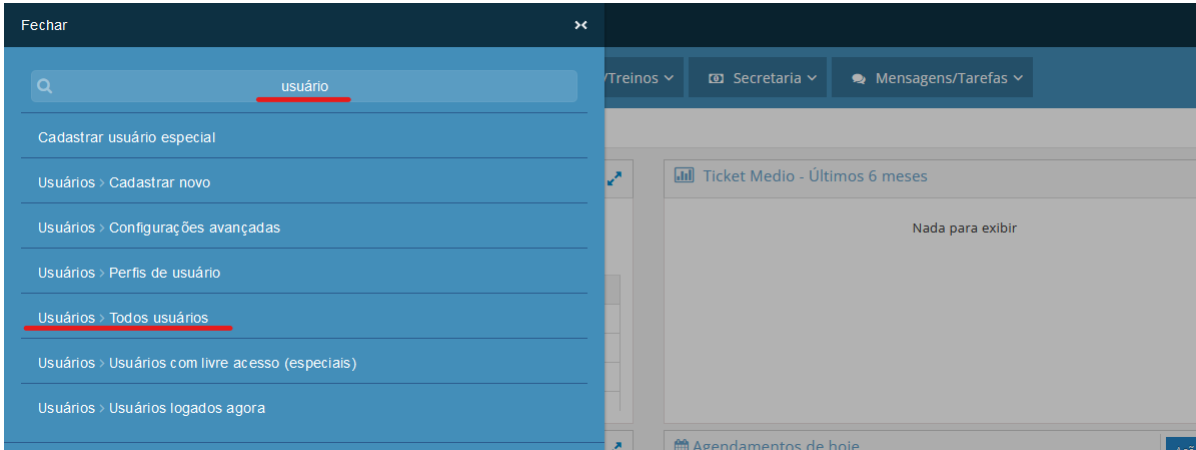 Fechar
usuário
/Treinos
Secretaria
Mensagens/Tarefas
Cadastrar usuário especial
Usuários > Cadastrar novo
Usuários > Configurações avançadas
Usuários > Perfis de usuário
Usuários > Todos usuários
Usuários > Usuários com livre acesso (especiais)
Usuários > Usuários logados agora
Ticket Medio - Últimos 6 meses
Nada para exibir
Agendamentos de hoje